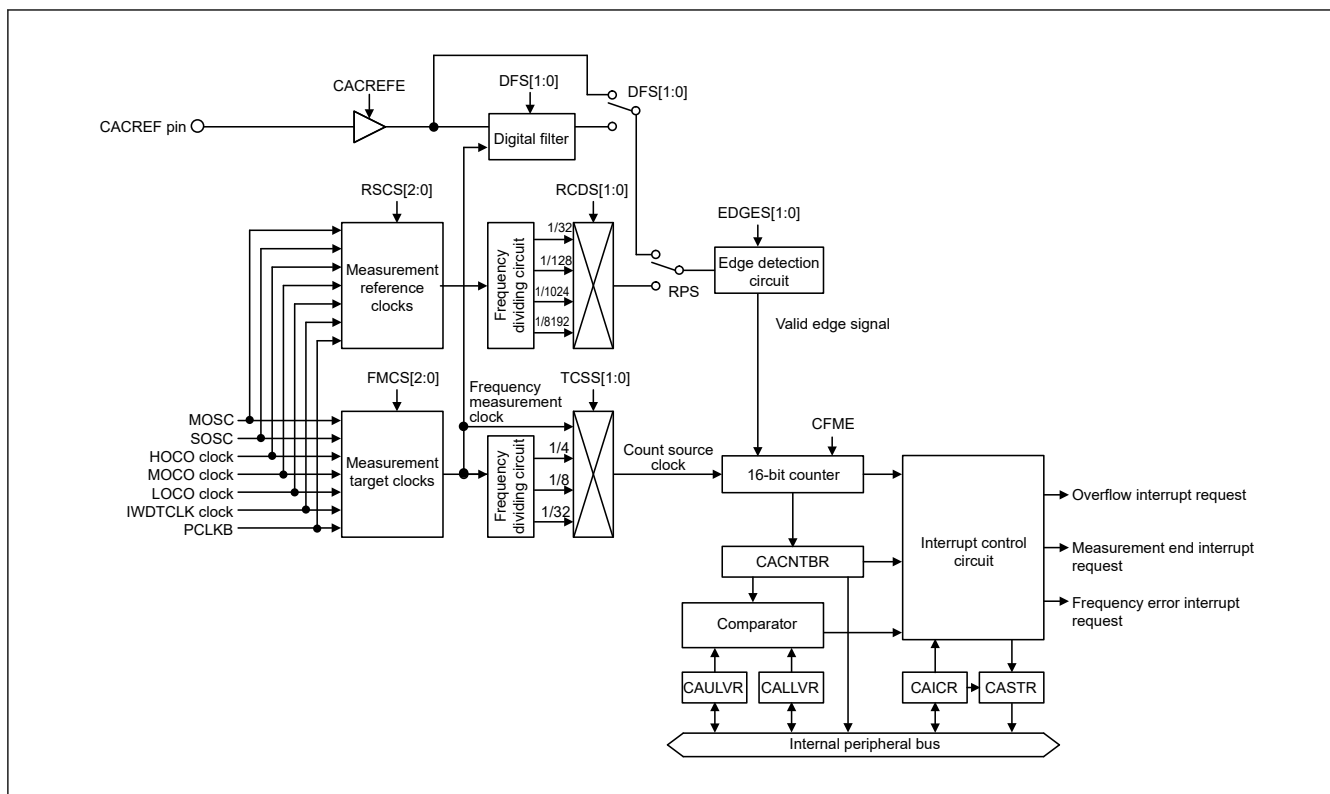 CACREFE
DFS[1:0]
DFS[1:0]
CACREF pin
Digital filter
RSCS[2:0]
RCDS[1:0]
EDGES[1:0]
Measurement
reference
clocks
Frequency
dividing circuit
1/32
1/128
1/1024
1/8192
RPS
Edge detection
circuit
Valid edge signal
FMCS[2:0]
Frequency
measurement
clock
TCSS[1:0]
MOSC
SOSC
HOCO clock
MOCO clock
LOCO clock
IWDTCLK clock
PCLKB
Measurement
target clocks
Frequency
dividing circuit
1/4
1/8
1/32
Count source
clock
CFME
16-bit counter
CACNTBR
Comparator
CAULVR
CALLVR
Interrupt control
circuit
CAICR
CASTR
Overflow interrupt request
Measurement end interrupt
request
Frequency error interrupt
request
Internal peripheral bus